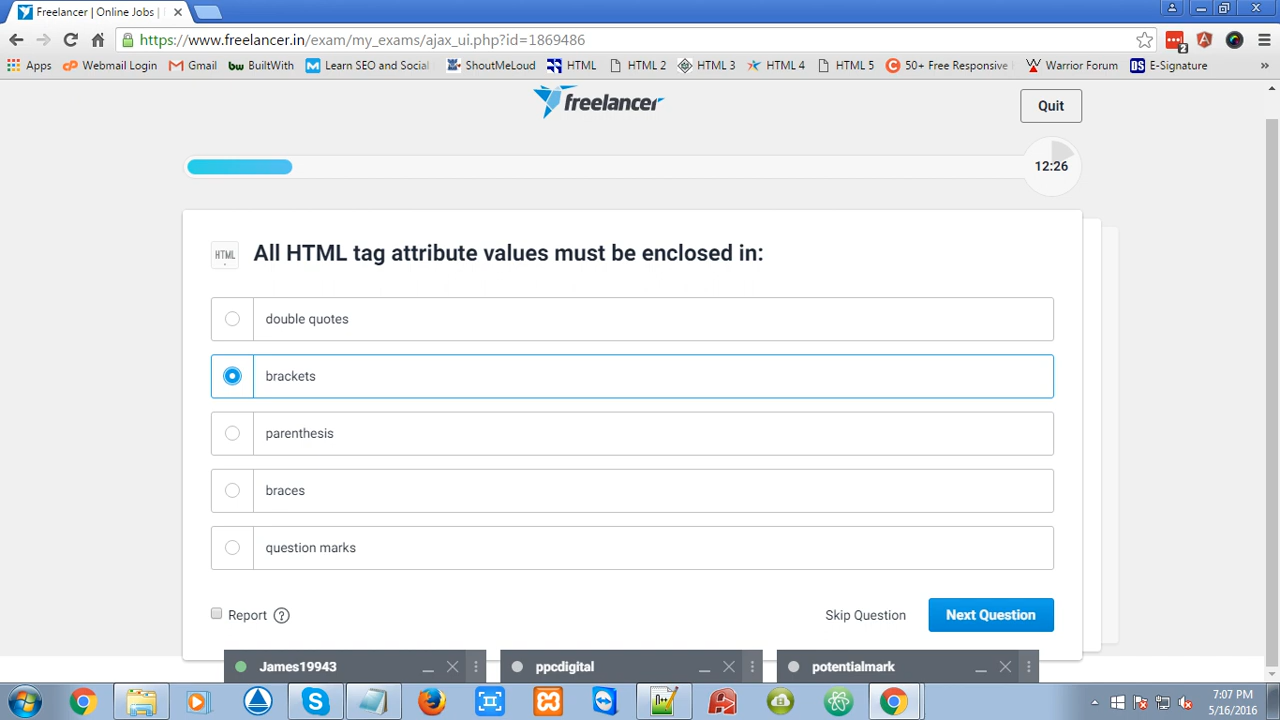 Freelancer | Online Jobs |
https://www.freelancer.in/exam/my_exams/ajax_ui.php?id=1869486
2
Apps Webmail Login Gmail bw BuiltWith M Learn SEO and Social ShoutMeLoud HTML HTML 2 HTML 3 HTML 4 HTML 5 C 50+ Free Responsive Warrior Forum DS E-Signature »
freelancer
Quit
12:26
HTML
All HTML tag attribute values must be enclosed in:
double quotes
brackets
parenthesis
braces
question marks
Report ?
Skip Question
Next Question
James19943
ppcdigital
potentialmark
7:07 PM
5/16/2016